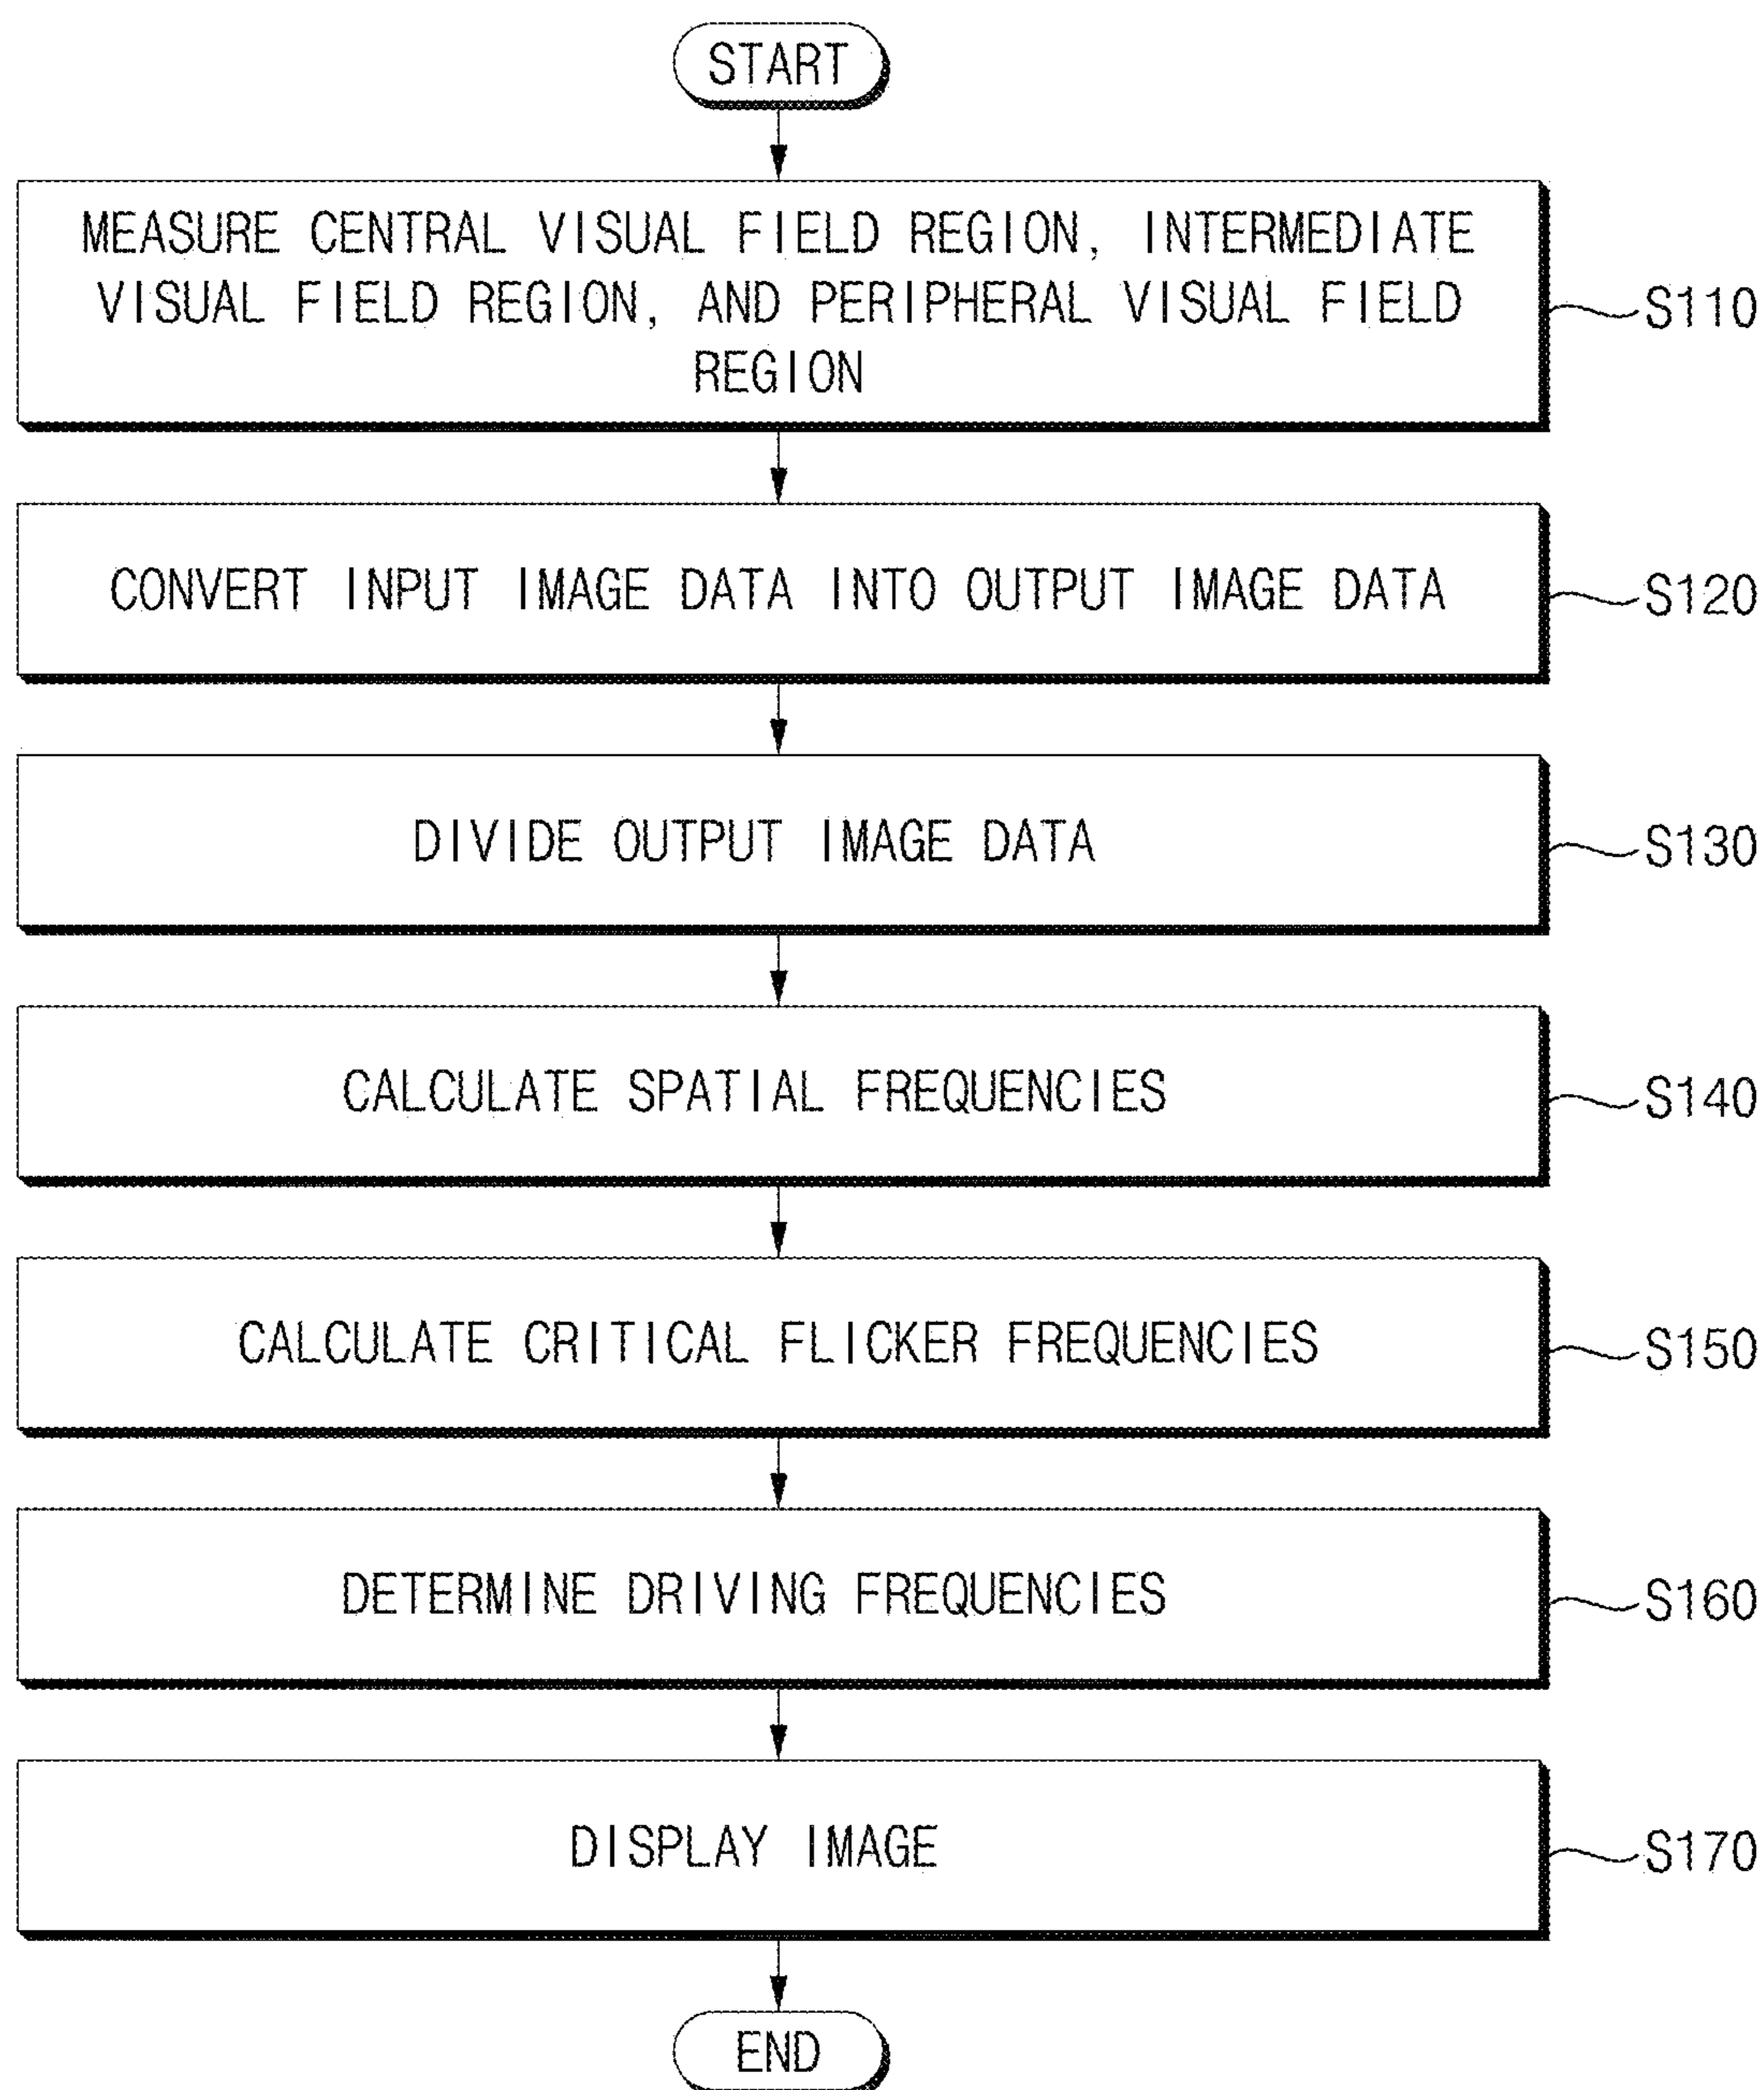 START
MEASURE CENTRAL VISUAL FIELD REGION, INTERMEDIATE
VISUAL FIELD REGION, AND PERIPHERAL VISUAL FIELD
REGION
S110
CONVERT INPUT IMAGE DATA INTO OUTPUT IMAGE DATA
S120
DIVIDE OUTPUT IMAGE DATA
S130
CALCULATE SPATIAL FREQUENCIES
S140
CALCULATE CRITICAL FLICKER FREQUENCIES
S150
DETERMINE DRIVING FREQUENCIES
S160
DISPLAY IMAGE
S170
END